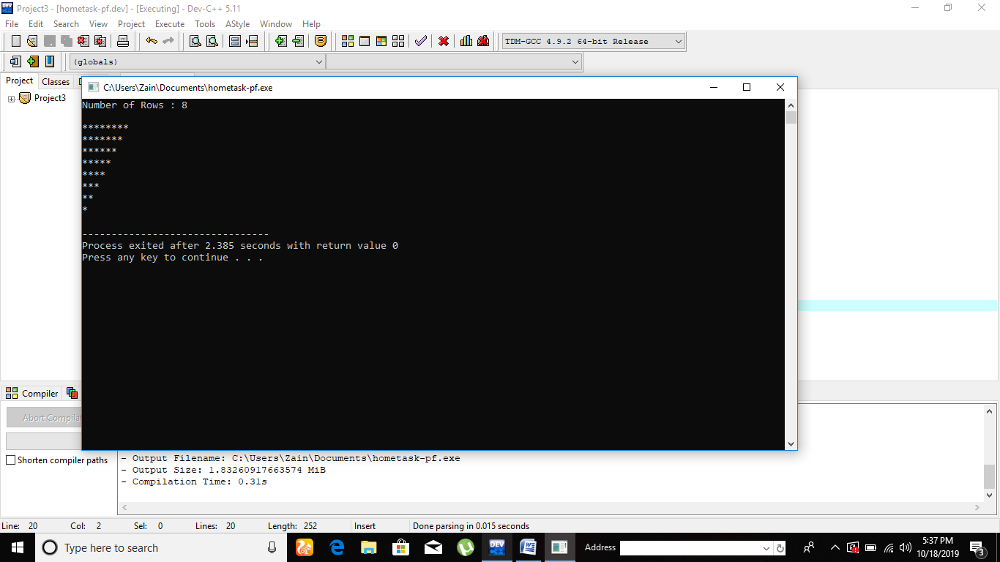 Project3 - [hometask-pf.dev] - [Executing] - Dev-C++ 5.11
File Edit Search View Project Execute Tools AStyle Window Help
TDM-GCC 4.9.2 64-bit Release
(globals)
Project Classes
Project3
C:\Users\Zain\Documents\hometask-pf.exe
Number of Rows : 8
********
*******
******
*****
****
***
**
*
--------------------------------
Process exited after 2.385 seconds with return value 0
Press any key to continue . . .
Compiler
Abort Compilat
Shorten compiler paths
- Output Filename: C:\Users\Zain\Documents\hometask-pf.exe
- Output Size: 1.83260917663574 MiB
- Compilation Time: 0.31s
Line: 20 Col: 2 Sel: 0 Lines: 20 Length: 252 Insert Done parsing in 0.015 seconds
Type here to search
Address
5:37 PM
10/18/2019
3